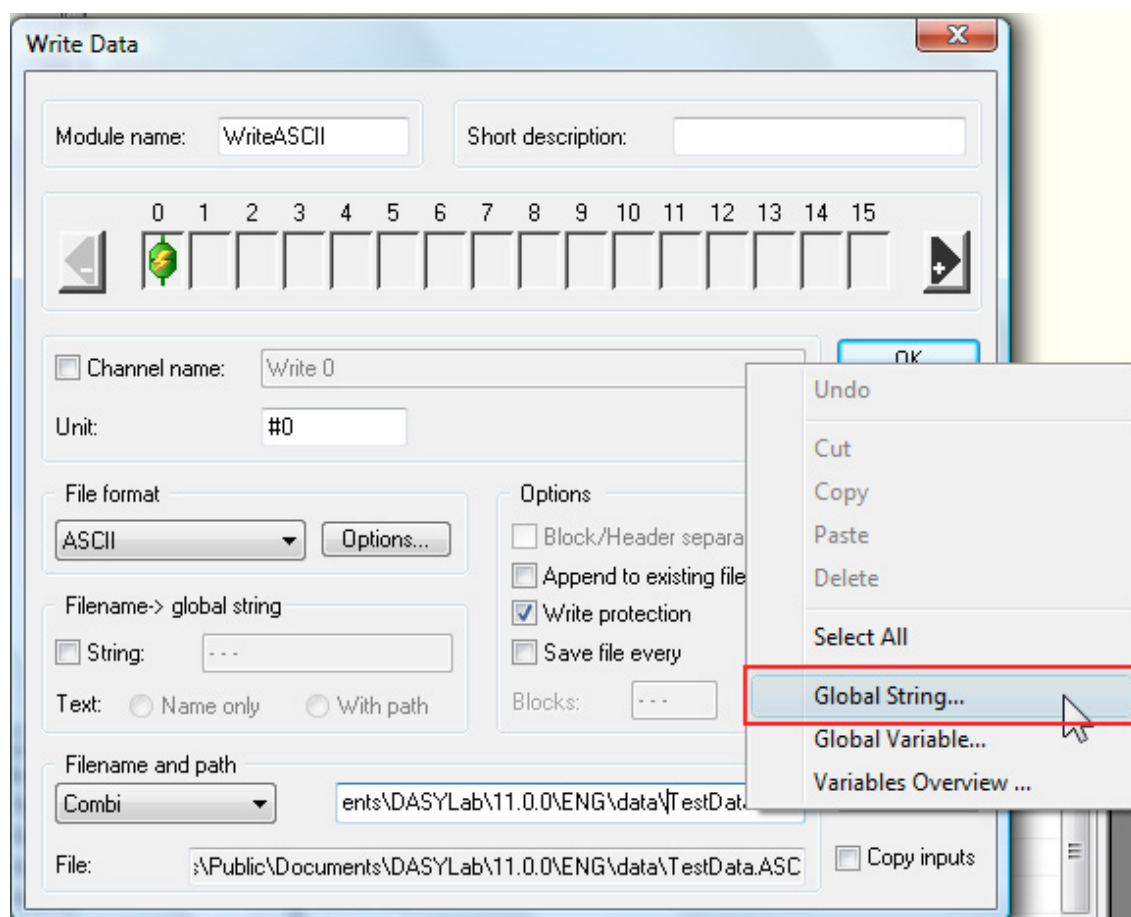 Write Data
Module name: WriteASCII Short description:
0 1 2 3 4 5 6 7 8 9 10 11 12 13 14 15
Channel name: Write 0 OK
Unit: #0
File format
ASCII Options...
Filename-> global string
String: - - -
Text: Name only With path
Options
Block/Header separa
Append to existing file
Write protection
Save file every
Blocks: - - -
Undo
Cut
Copy
Paste
Delete
Select All
Global String...
Global Variable...
Variables Overview ...
Filename and path
Combi ents\DASYLab\11.0.0\ENG\data\TestData.
File: :\Public\Documents\DASYLab\11.0.0\ENG\data\TestData.ASC Copy inputs